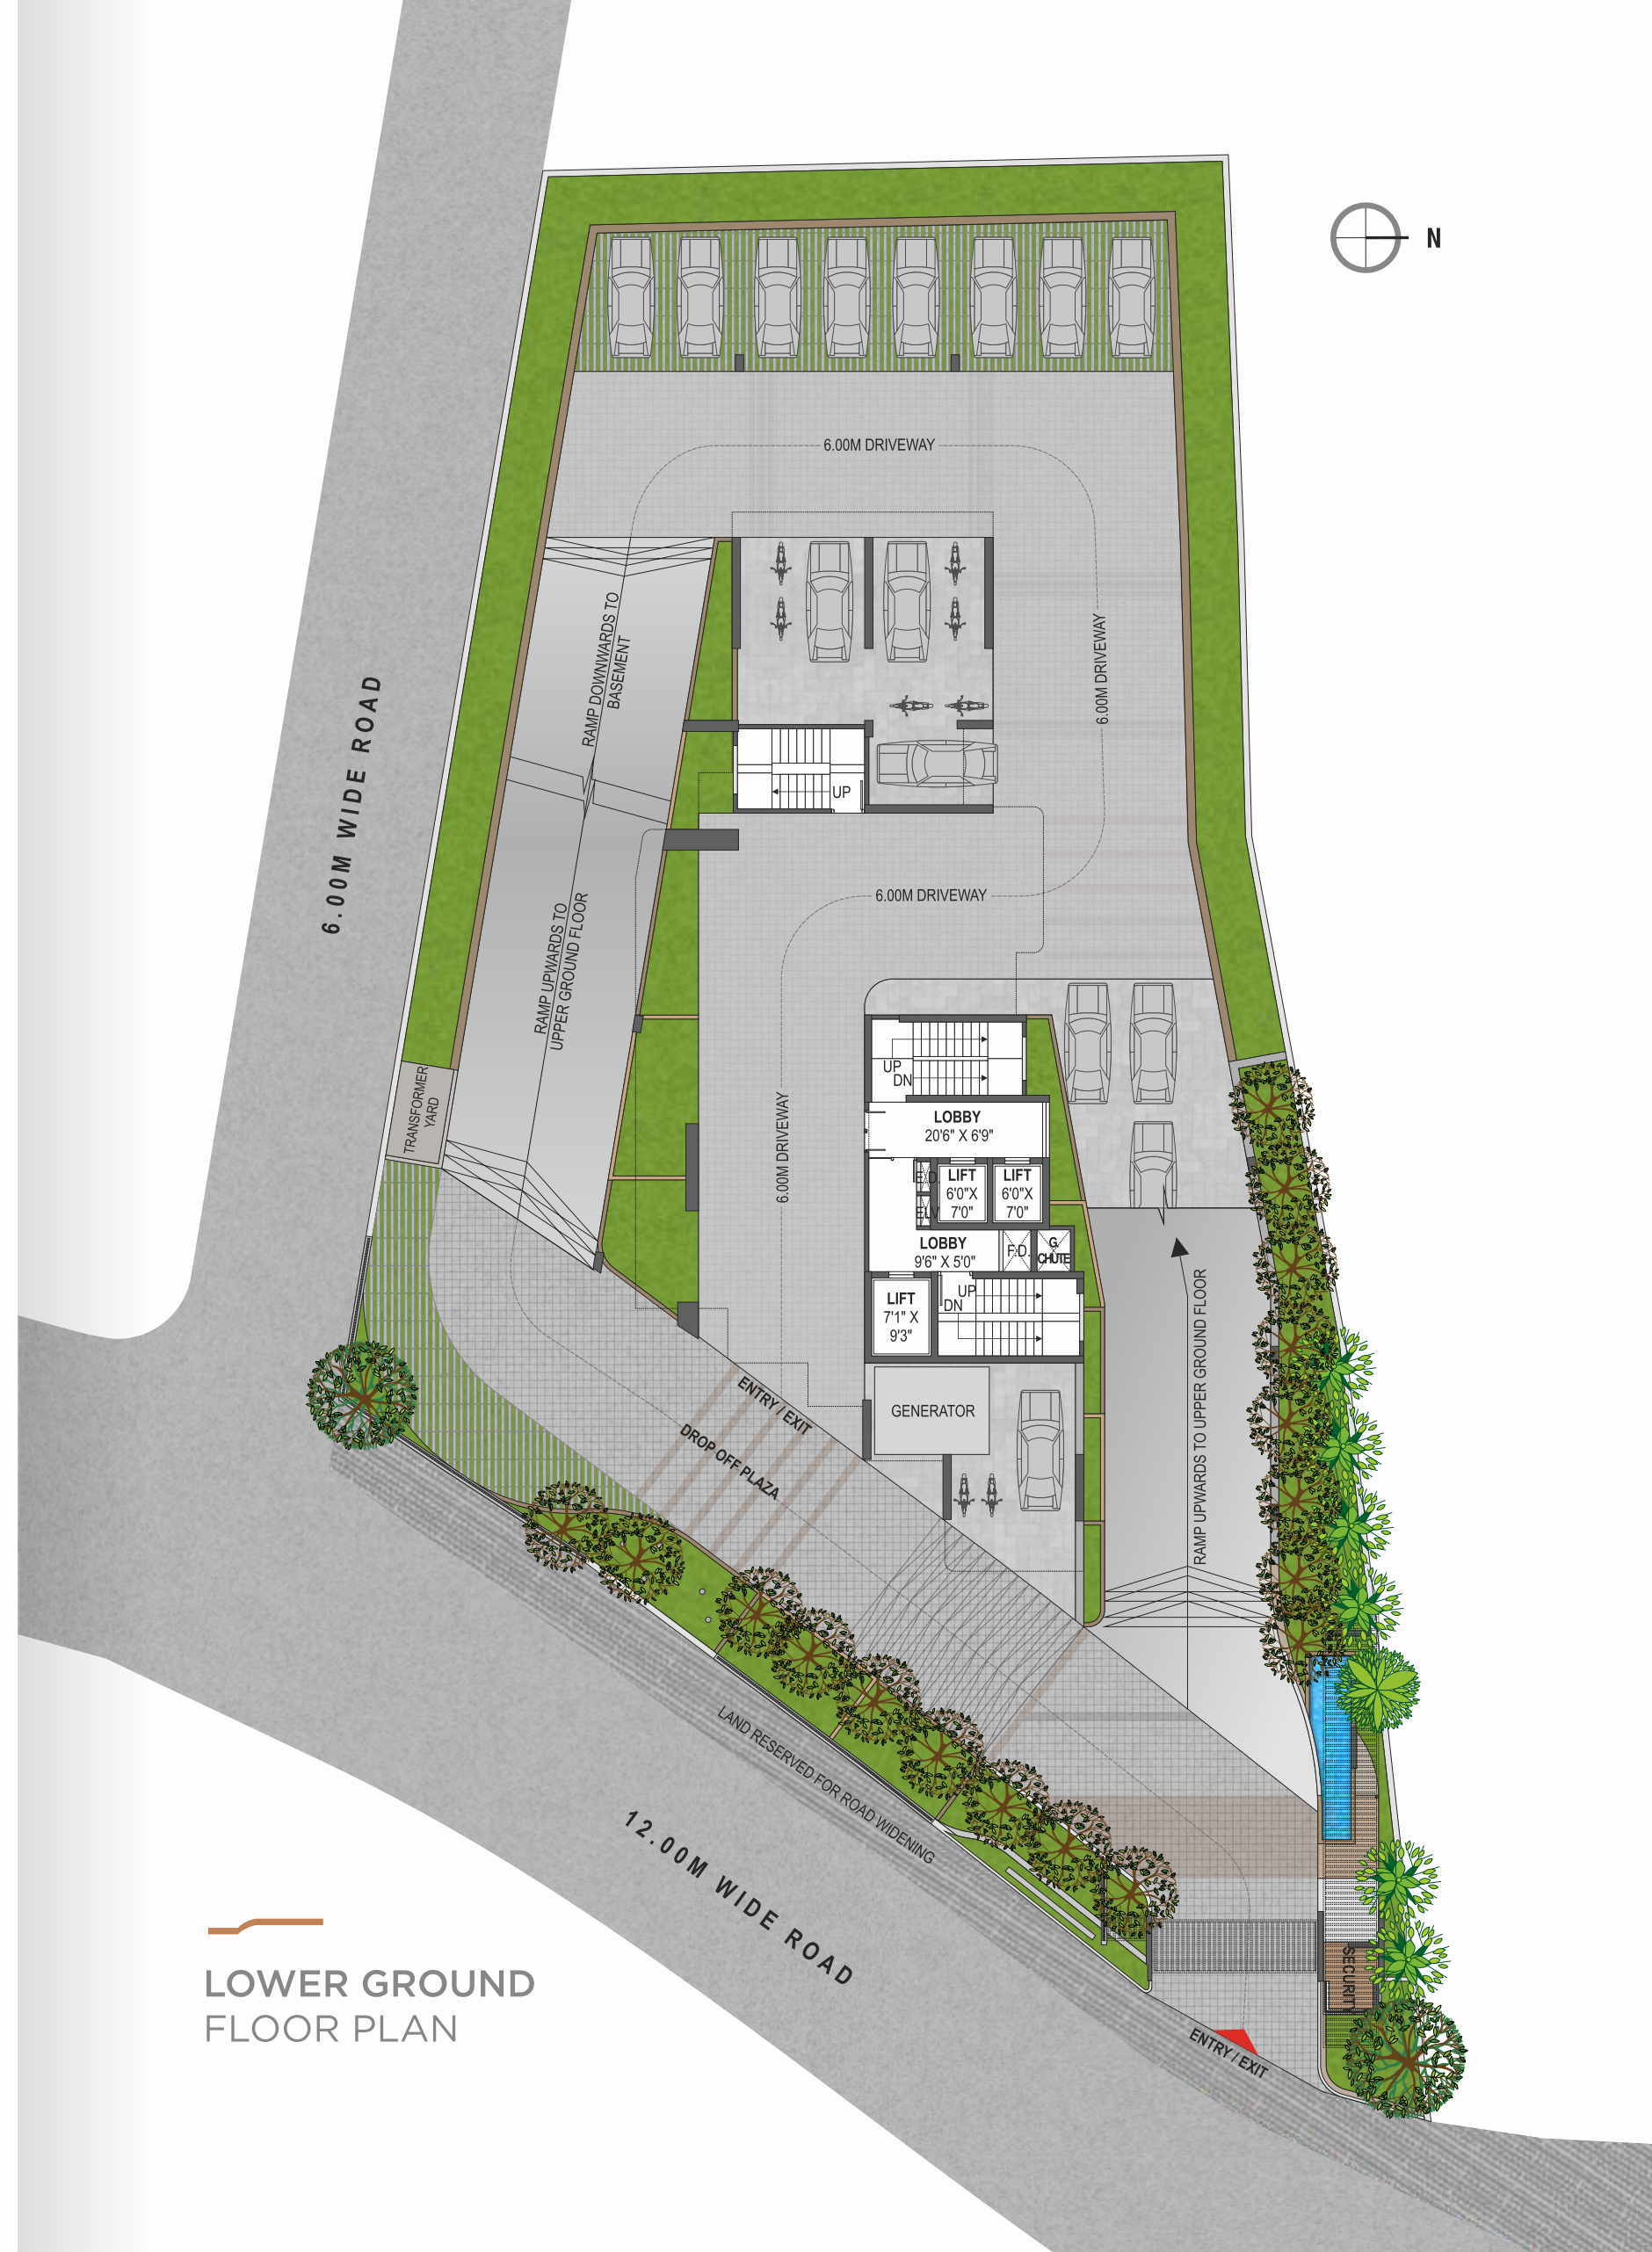 N
6.00M DRIVEWAY
RAMP DOWNWARDS TO
BASEMENT
6.00M DRIVEWAY
6.00M WIDE ROAD
UP
6.00M DRIVEWAY
RAMP UPWARDS TO
UPPER GROUND FLOOR
UP
DN
TRANSFORMER
YARD
6.00M DRIVEWAY
LOBBY
20'6" X 6'9"
F.D.
LIFT
6'0"X
7'0"
LIFT
6'0"X
7'0"
ELV
LOBBY
9'6" X 5'0"
F.D.
G.
CHUTE
UP
DN
LIFT
7'1" X
9'3"
RAMP UPWARDS TO UPPER GROUND FLOOR
ENTRY / EXIT
DROP OFF PLAZA
GENERATOR
LAND RESERVED FOR ROAD WIDENING
12.00M WIDE ROAD
SECURITY
ENTRY / EXIT
LOWER GROUND
FLOOR PLAN